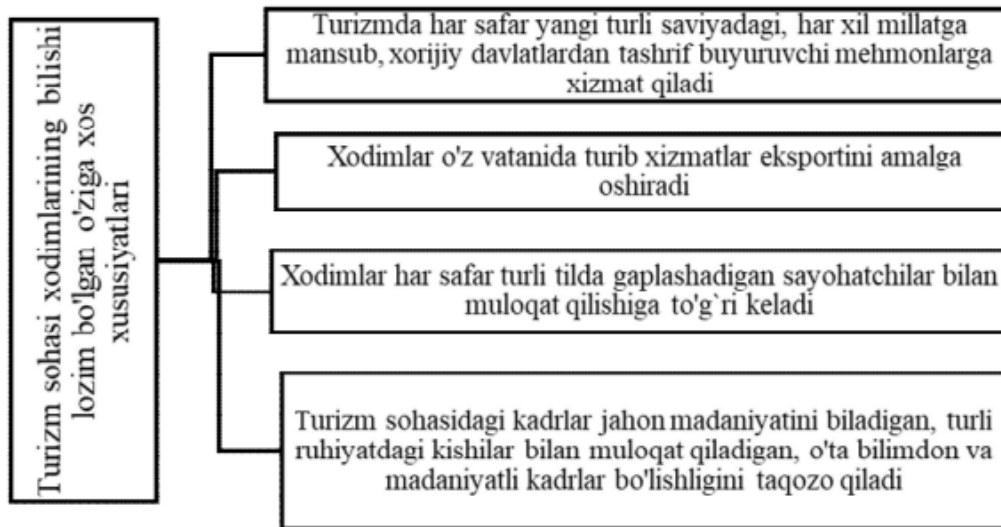 Turizm sohasi xodimlarining bilishi
lozim bo'lgan o'ziga xos
xususiyatlari
Turizmda har safar yangi turli saviyadagi, har xil millatga
mansub, xorijiy davlatlardan tashrif buyuruvchi mehmonlarga
xizmat qiladi
Xodimlar o'z vatanida turib xizmatlar eksportini amalga
oshiradi
Xodimlar har safar turli tilda gaplashadigan sayohatchilar bilan
muloqat qilishiga to'g`ri keladi
Turizm sohasidagi kadrlar jahon madaniyatini biladigan, turli
ruhiyatdagi kishilar bilan muloqat qiladigan, o'ta bilimdon va
madaniyatli kadrlar bo'lishligini taqozo qiladi